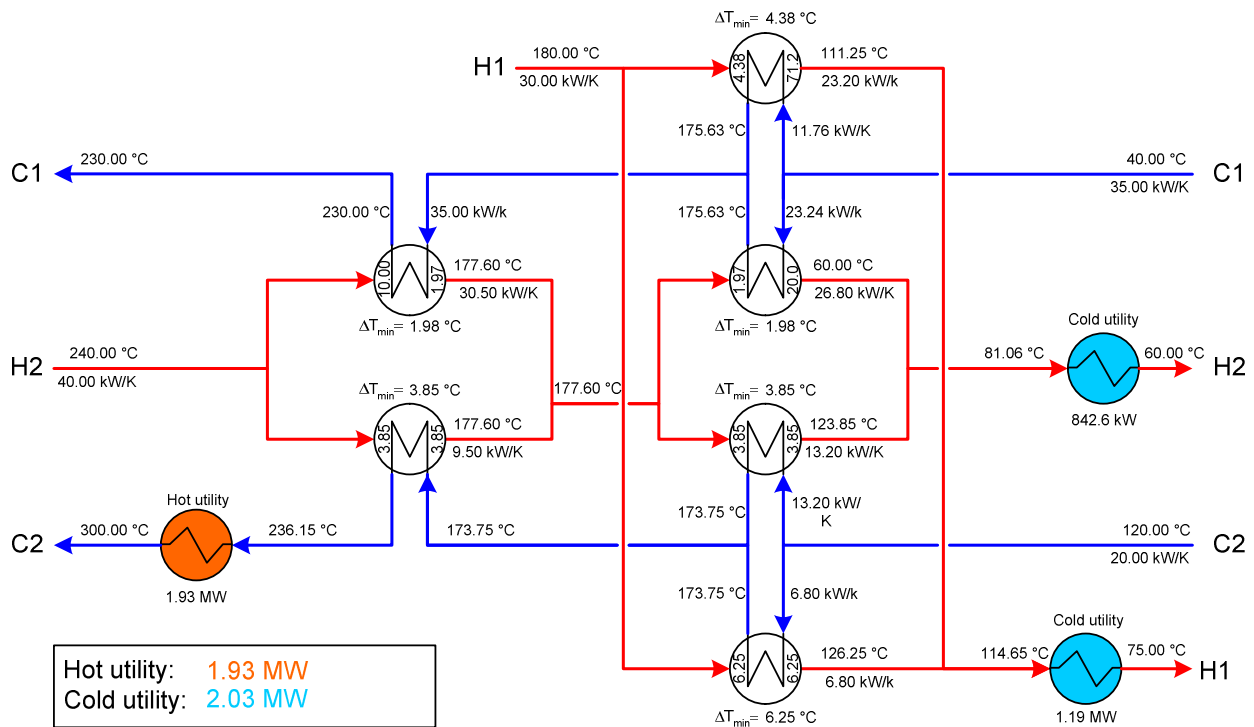 ΔTmin= 4.38 °C
H1
180.00 °C
30.00 kW/K
4.38
71.2
111.25 °C
23.20 kW/k
175.63 °C
11.76 kW/K
C1
230.00 °C
40.00 °C
35.00 kW/K
C1
230.00 °C
35.00 kW/k
175.63 °C
23.24 kW/k
10.00
1.97
177.60 °C
30.50 kW/K
1.97
20.0
60.00 °C
26.80 kW/K
ΔTmin= 1.98 °C
ΔTmin= 1.98 °C
Cold utility
H2
240.00 °C
40.00 kW/K
81.06 °C
60.00 °C
H2
842.6 kW
ΔTmin= 3.85 °C
177.60 °C
ΔTmin= 3.85 °C
3.85
3.85
177.60 °C
9.50 kW/K
3.85
3.85
123.85 °C
13.20 kW/K
Hot utility
173.75 °C
13.20 kW/
K
C2
300.00 °C
236.15 °C
173.75 °C
120.00 °C
20.00 kW/K
C2
1.93 MW
173.75 °C
6.80 kW/k
Cold utility
6.25
6.25
126.25 °C
6.80 kW/k
114.65 °C
75.00 °C
H1
1.19 MW
ΔTmin= 6.25 °C
Hot utility: 1.93 MW
Cold utility: 2.03 MW